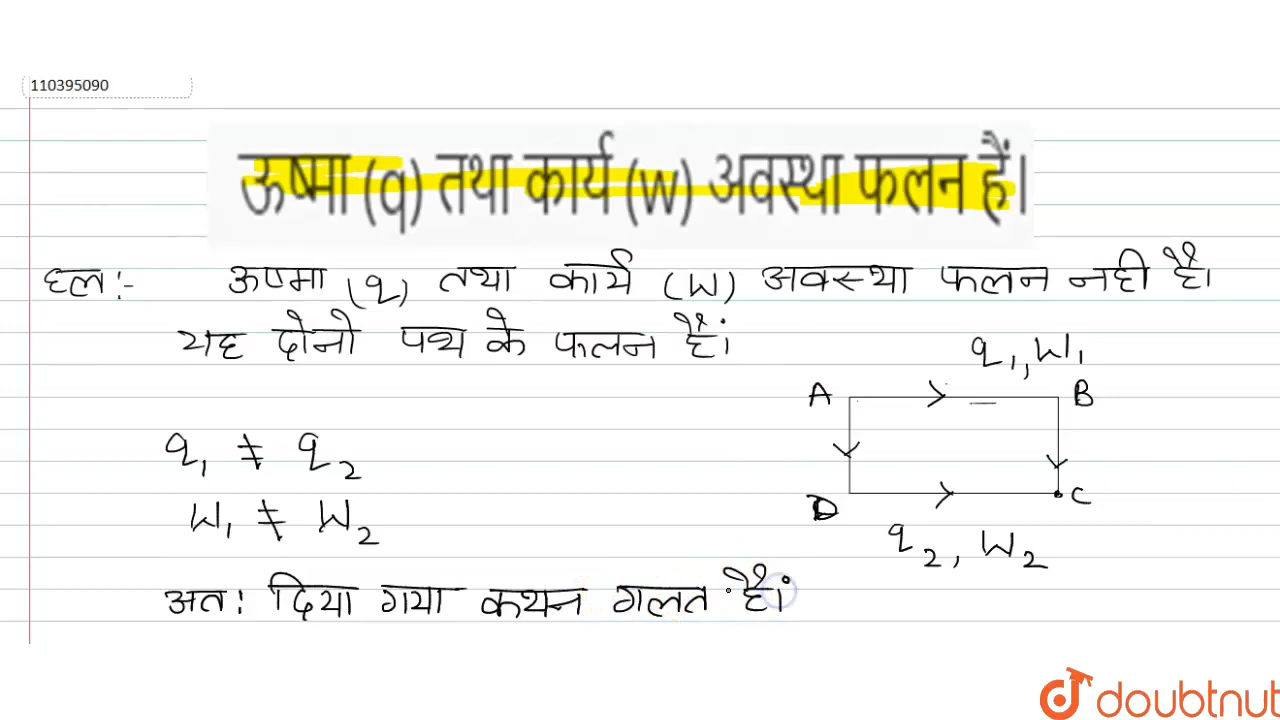 110395090
ऊष्मा (q) तथा कार्य (w) अवस्था फलन हैं।
हल :- ऊष्मा (q) तथा कार्य (W) अवस्था फलन नही है।
यह दोनो पथ के फलन हैं।
q₁, W₁
A B
q₁ ≠ q₂
W₁ ≠ W₂
D C
q₂, W₂
अतः दिया गया कथन गलत है।
doubtnut